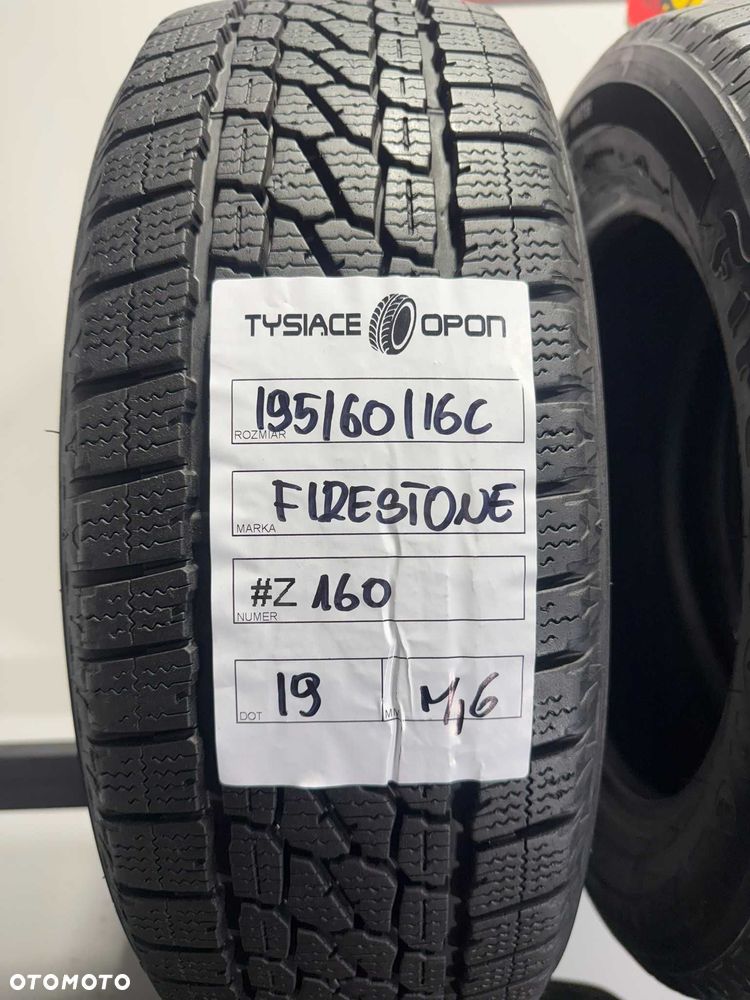 TYSIACE OPON
195/60/16C
ROZMIAR
FIRESTONE
MARKA
#Z 160
NUMER
19
DOT
MM
OTOMOTO